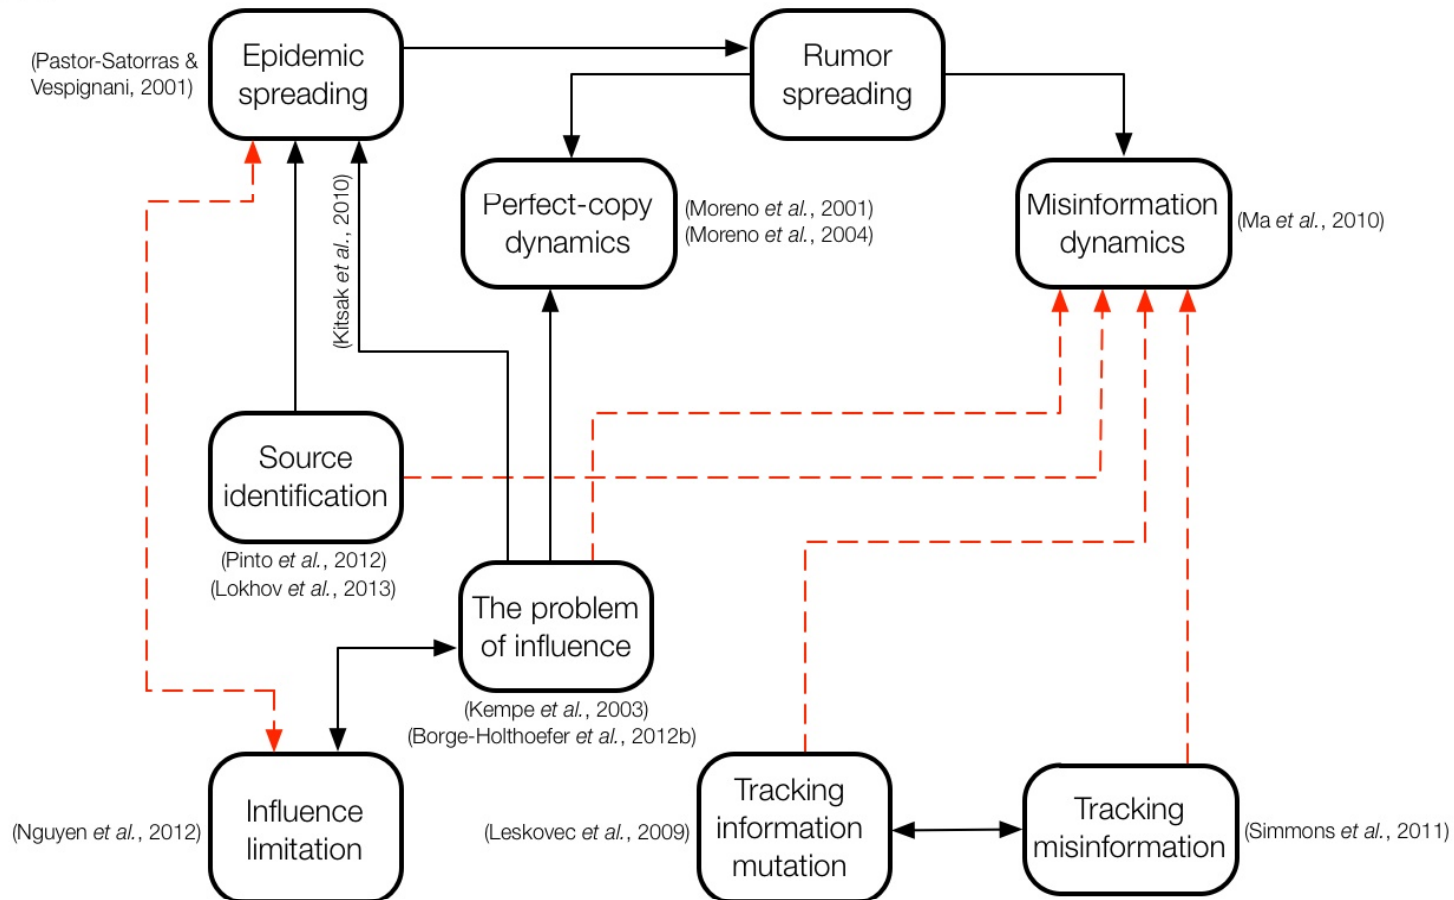 Epidemic
spreading
(Pastor-Satorras &
Vespignani, 2001)
Rumor
spreading
(Kitsak et al., 2010)
Perfect-copy
dynamics
(Moreno et al., 2001)
(Moreno et al., 2004)
Misinformation
dynamics
(Ma et al., 2010)
Source
identification
(Pinto et al., 2012)
(Lokhov et al., 2013)
The problem
of influence
(Kempe et al., 2003)
(Borge-Holthoefer et al., 2012b)
Influence
limitation
(Nguyen et al., 2012)
Tracking
information
mutation
(Leskovec et al., 2009)
Tracking
misinformation
(Simmons et al., 2011)